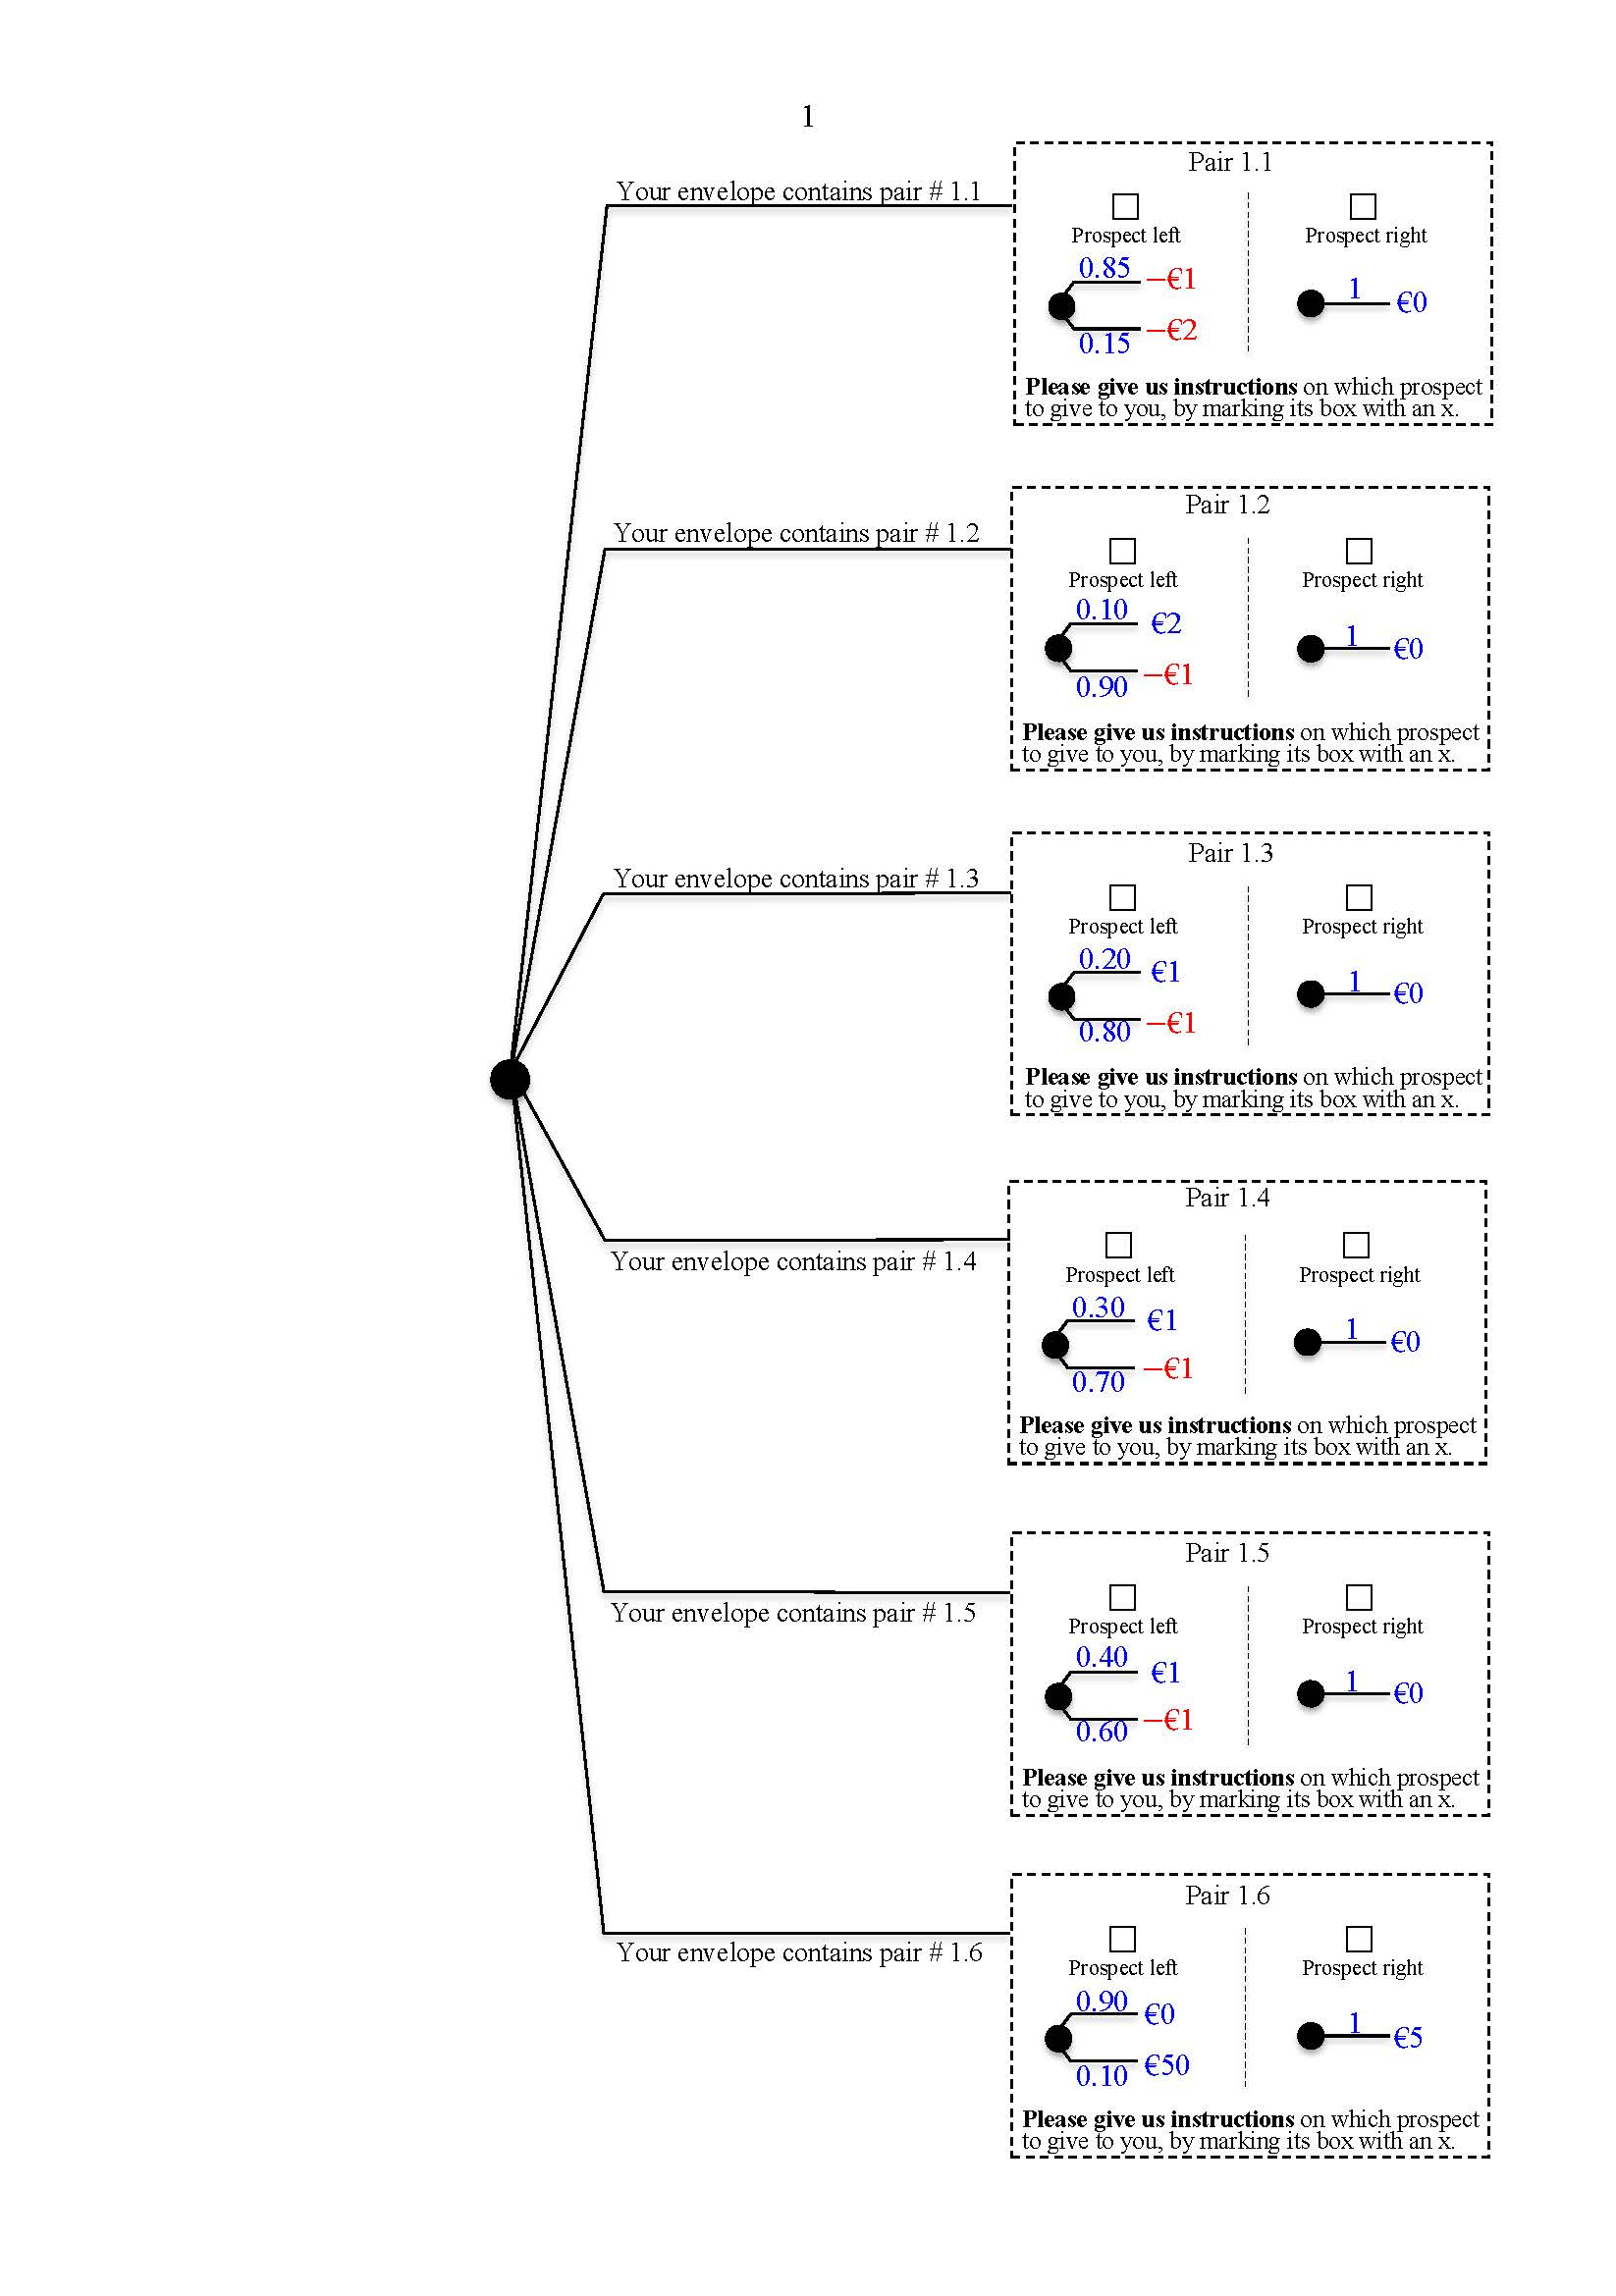 1
Your envelope contains pair # 1.1
Pair 1.1
Prospect left
Prospect right
0.85
–€1
1
€0
–€2
0.15
Please give us instructions on which prospect
to give to you, by marking its box with an x.
Your envelope contains pair # 1.2
Pair 1.2
Prospect left
Prospect right
0.10
€2
1
€0
–€1
0.90
Please give us instructions on which prospect
to give to you, by marking its box with an x.
Your envelope contains pair # 1.3
Pair 1.3
Prospect left
Prospect right
0.20
€1
1
€0
–€1
0.80
Please give us instructions on which prospect
to give to you, by marking its box with an x.
Your envelope contains pair # 1.4
Pair 1.4
Prospect left
Prospect right
0.30
€1
1
€0
–€1
0.70
Please give us instructions on which prospect
to give to you, by marking its box with an x.
Your envelope contains pair # 1.5
Pair 1.5
Prospect left
Prospect right
0.40
€1
1
€0
–€1
0.60
Please give us instructions on which prospect
to give to you, by marking its box with an x.
Your envelope contains pair # 1.6
Pair 1.6
Prospect left
Prospect right
0.90
€0
1
€5
€50
0.10
Please give us instructions on which prospect
to give to you, by marking its box with an x.